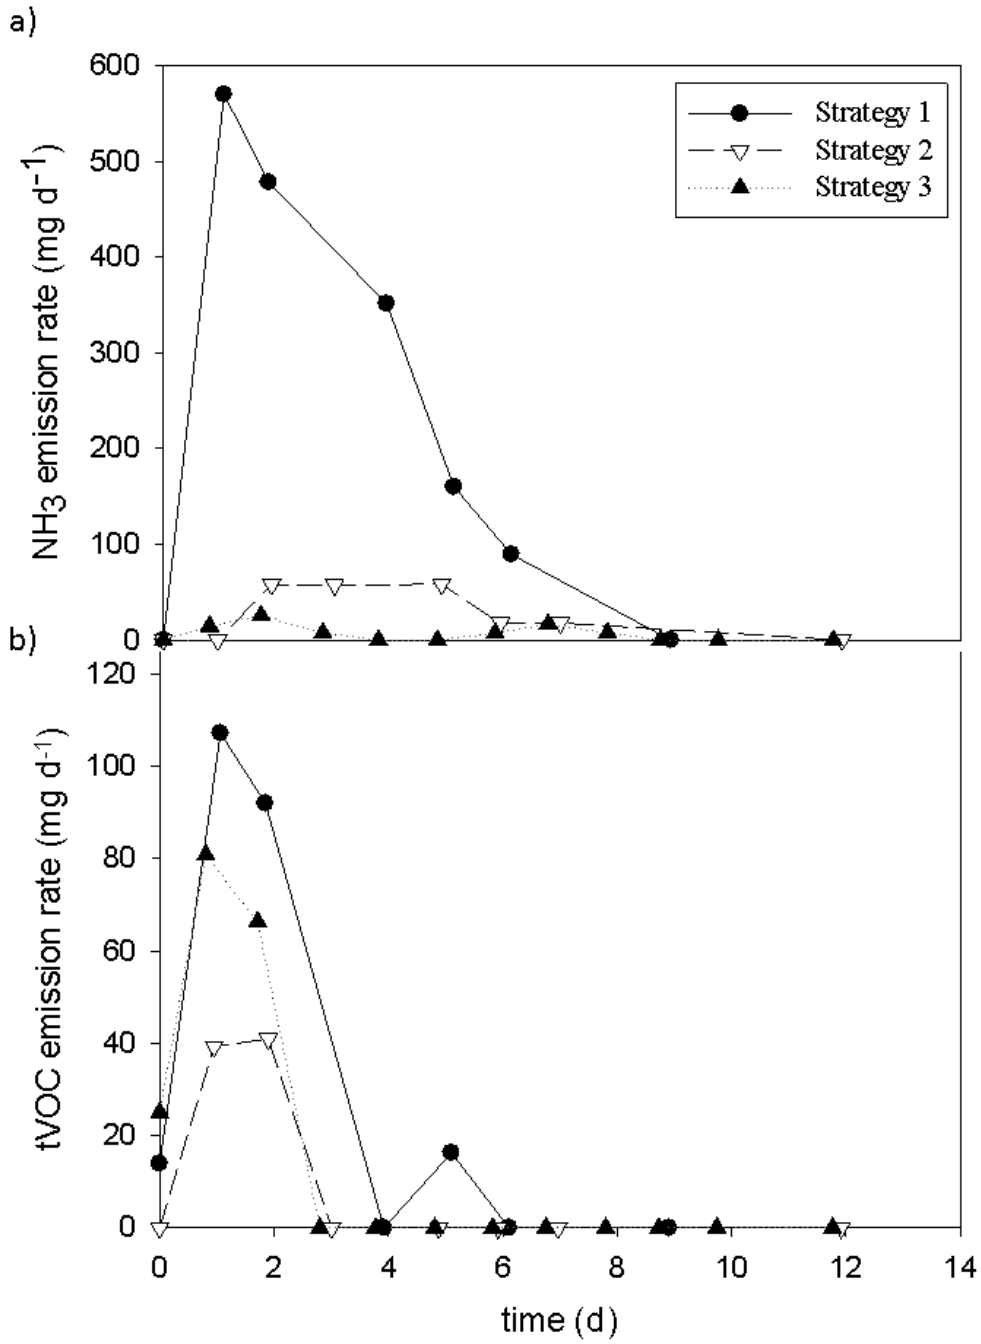 a)
NH3 emission rate (mg d-1)
600
500
400
300
200
100
0
Strategy 1
Strategy 2
Strategy 3
b)
tVOC emission rate (mg d-1)
120
100
80
60
40
20
0
0 2 4 6 8 10 12 14
time (d)